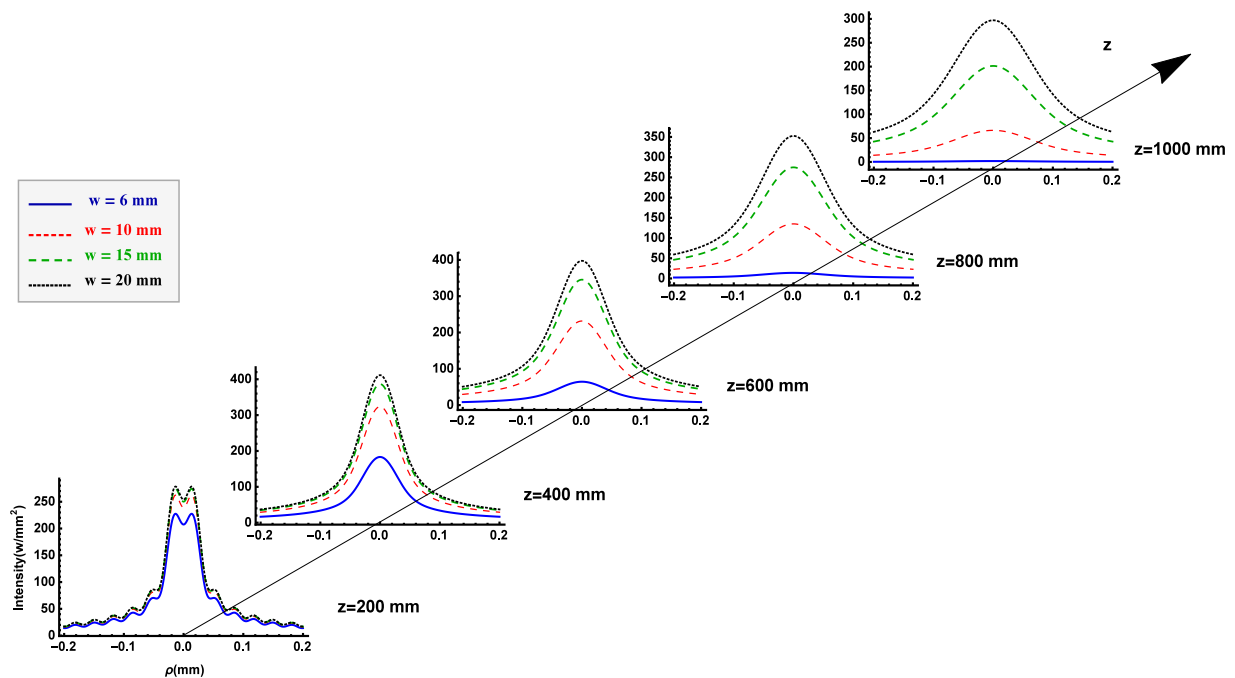 300
250
200
150
100
50
0
−0.2 −0.1 0.0 0.1 0.2
z
z=1000 mm
350
300
250
200
150
100
50
0
−0.2 −0.1 0.0 0.1 0.2
z=800 mm
w = 6 mm
w = 10 mm
w = 15 mm
w = 20 mm
400
300
200
100
0
−0.2 −0.1 0.0 0.1 0.2
z=600 mm
400
300
200
100
0
−0.2 −0.1 0.0 0.1 0.2
z=400 mm
Intensity(w/mm²)
250
200
150
100
50
0
−0.2 −0.1 0.0 0.1 0.2
ρ(mm)
z=200 mm